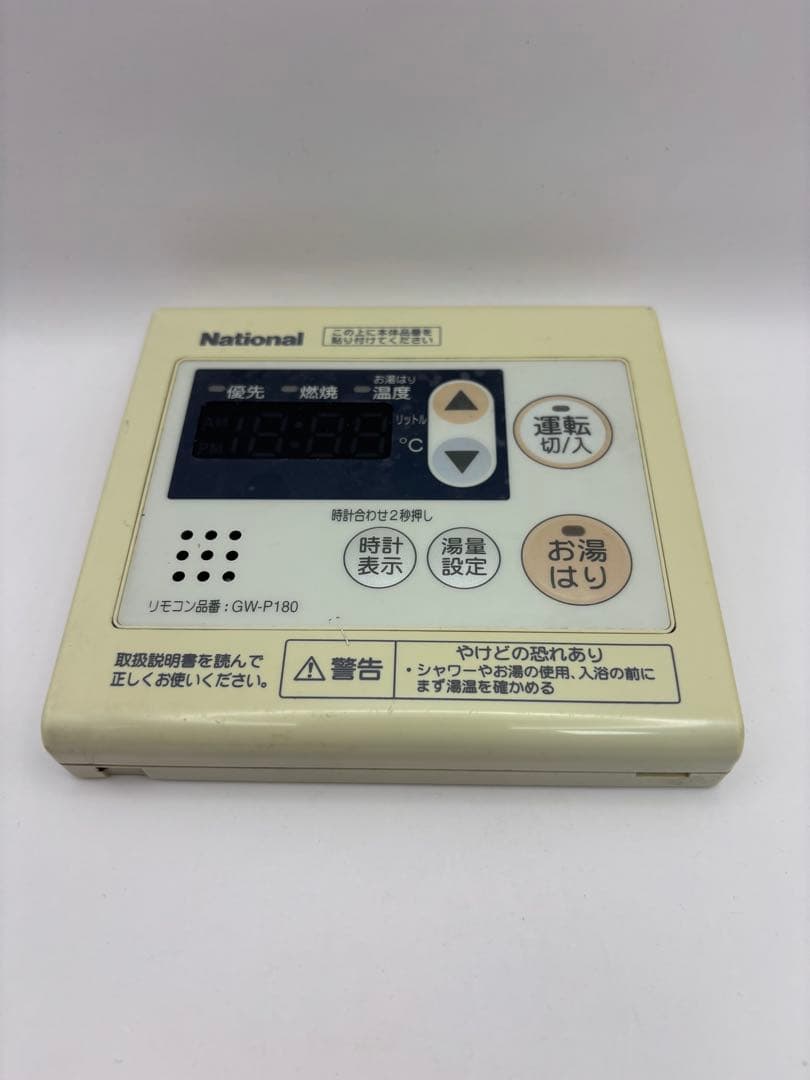 National
この上に本体品番を
貼り付けてください
優先
燃焼
お湯はり
温度
AM
PM
リットル
℃
運転
切/入
時計合わせ2秒押し
時計
表示
湯量
設定
お湯
はり
リモコン品番:GW-P180
取扱説明書を読んで
正しくお使いください。
警告
やけどの恐れあり
・シャワーやお湯の使用、入浴の前に
まず湯温を確かめる